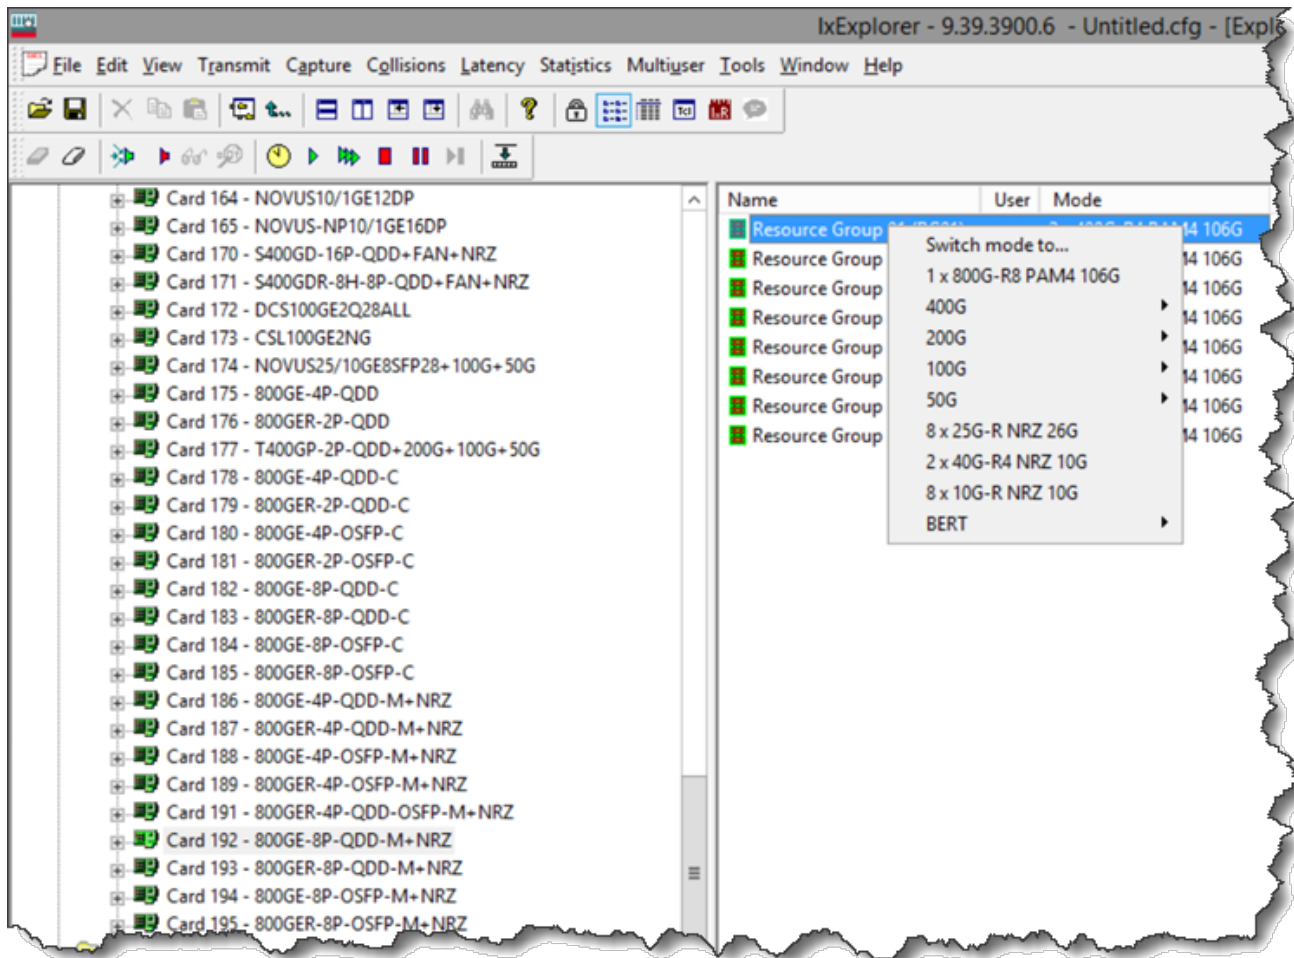 IxExplorer - 9.39.3900.6 - Untitled.cfg - [Explo
File Edit View Transmit Capture Collisions Latency Statistics Multiuser Tools Window Help
Card 164 - NOVUS10/1GE12DP
Card 165 - NOVUS-NP10/1GE16DP
Card 170 - S400GD-16P-QDD+FAN+NRZ
Card 171 - S400GDR-8H-8P-QDD+FAN+NRZ
Card 172 - DCS100GE2Q28ALL
Card 173 - CSL100GE2NG
Card 174 - NOVUS25/10GE8SFP28+100G+50G
Card 175 - 800GE-4P-QDD
Card 176 - 800GER-2P-QDD
Card 177 - T400GP-2P-QDD+200G+100G+50G
Card 178 - 800GE-4P-QDD-C
Card 179 - 800GER-2P-QDD-C
Card 180 - 800GE-4P-OSFP-C
Card 181 - 800GER-2P-OSFP-C
Card 182 - 800GE-8P-QDD-C
Card 183 - 800GER-8P-QDD-C
Card 184 - 800GE-8P-OSFP-C
Card 185 - 800GER-8P-OSFP-C
Card 186 - 800GE-4P-QDD-M+NRZ
Card 187 - 800GER-4P-QDD-M+NRZ
Card 188 - 800GE-4P-OSFP-M+NRZ
Card 189 - 800GER-4P-OSFP-M+NRZ
Card 191 - 800GER-4P-QDD-OSFP-M+NRZ
Card 192 - 800GE-8P-QDD-M+NRZ
Card 193 - 800GER-8P-QDD-M+NRZ
Card 194 - 800GE-8P-OSFP-M+NRZ
Card 195 - 800GER-8P-OSFP-M+NRZ
Name User Mode
Resource Group 106G
Resource Group 106G
Resource Group 106G
Resource Group 106G
Resource Group 106G
Resource Group 106G
Resource Group 106G
Resource Group 106G
Switch mode to...
1 x 800G-R8 PAM4 106G
400G
200G
100G
50G
8 x 25G-R NRZ 26G
2 x 40G-R4 NRZ 10G
8 x 10G-R NRZ 10G
BERT